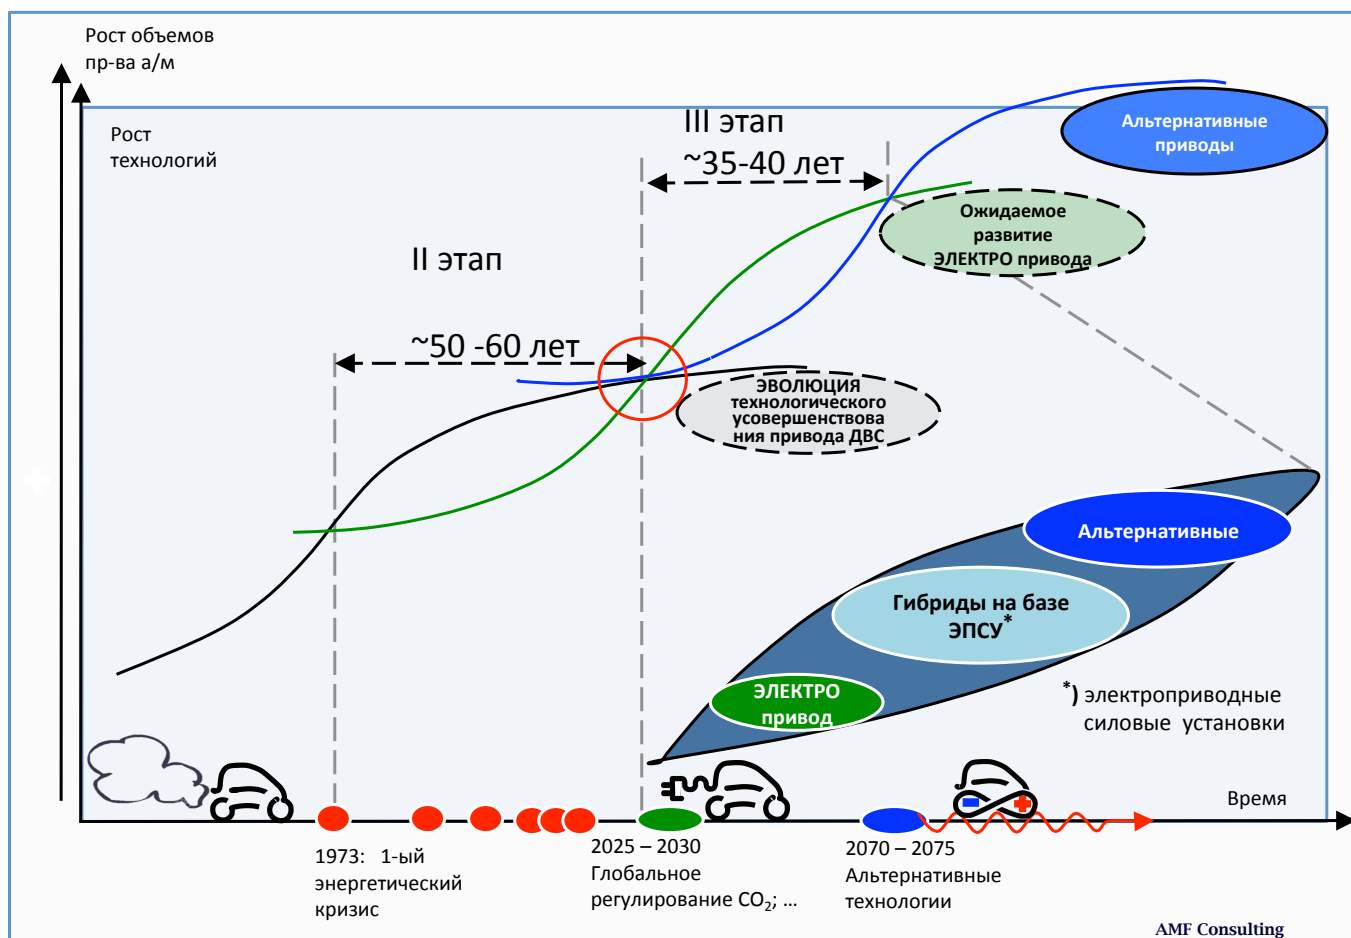 Рост объемов
пр-ва а/м
Рост
технологий
III этап
~35-40 лет
Альтернативные
приводы
Ожидаемое
развитие
ЭЛЕКТРО привода
II этап
~50 -60 лет
ЭВОЛЮЦИЯ
технологического
усовершенствова
ния привода ДВС
Альтернативные
Гибриды на базе
ЭПСУ*
ЭЛЕКТРО
привод
*) электроприводные
силовые установки
Время
1973: 1-ый
энергетический
кризис
2025 – 2030
Глобальное
регулирование CO₂; ...
2070 – 2075
Альтернативные
технологии
AMF Consulting